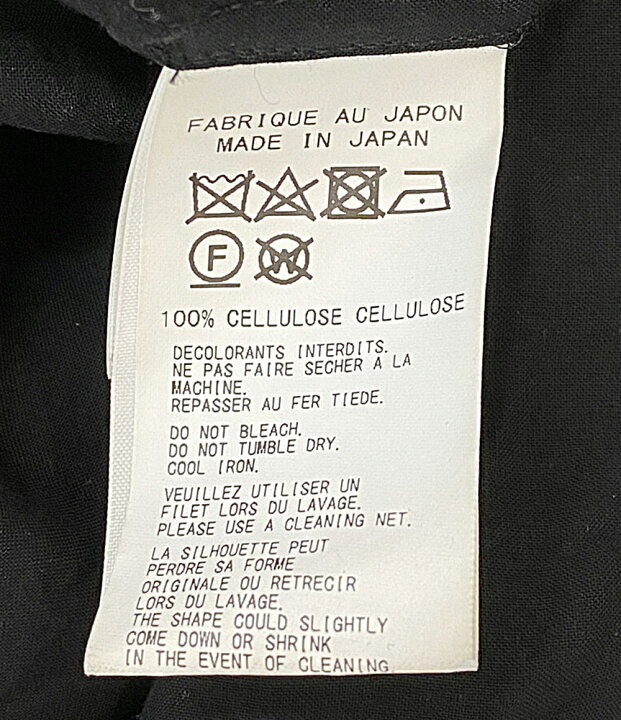 FABRIQUE AU JAPON
MADE IN JAPAN
F
W
100% CELLULOSE CELLULOSE
DECOLORANTS INTERDITS.
NE PAS FAIRE SECHER A LA
MACHINE.
REPASSER AU FER TIEDE.
DO NOT BLEACH.
DO NOT TUMBLE DRY.
COOL IRON.
VEUILLEZ UTILISER UN
FILET LORS DU LAVAGE.
PLEASE USE A CLEANING NET.
LA SILHOUETTE PEUT
PERDRE SA FORME
ORIGINALE OU RETRECIR
LORS DU LAVAGE.
THE SHAPE COULD SLIGHTLY
COME DOWN OR SHRINK
IN THE EVENT OF CLEANING.